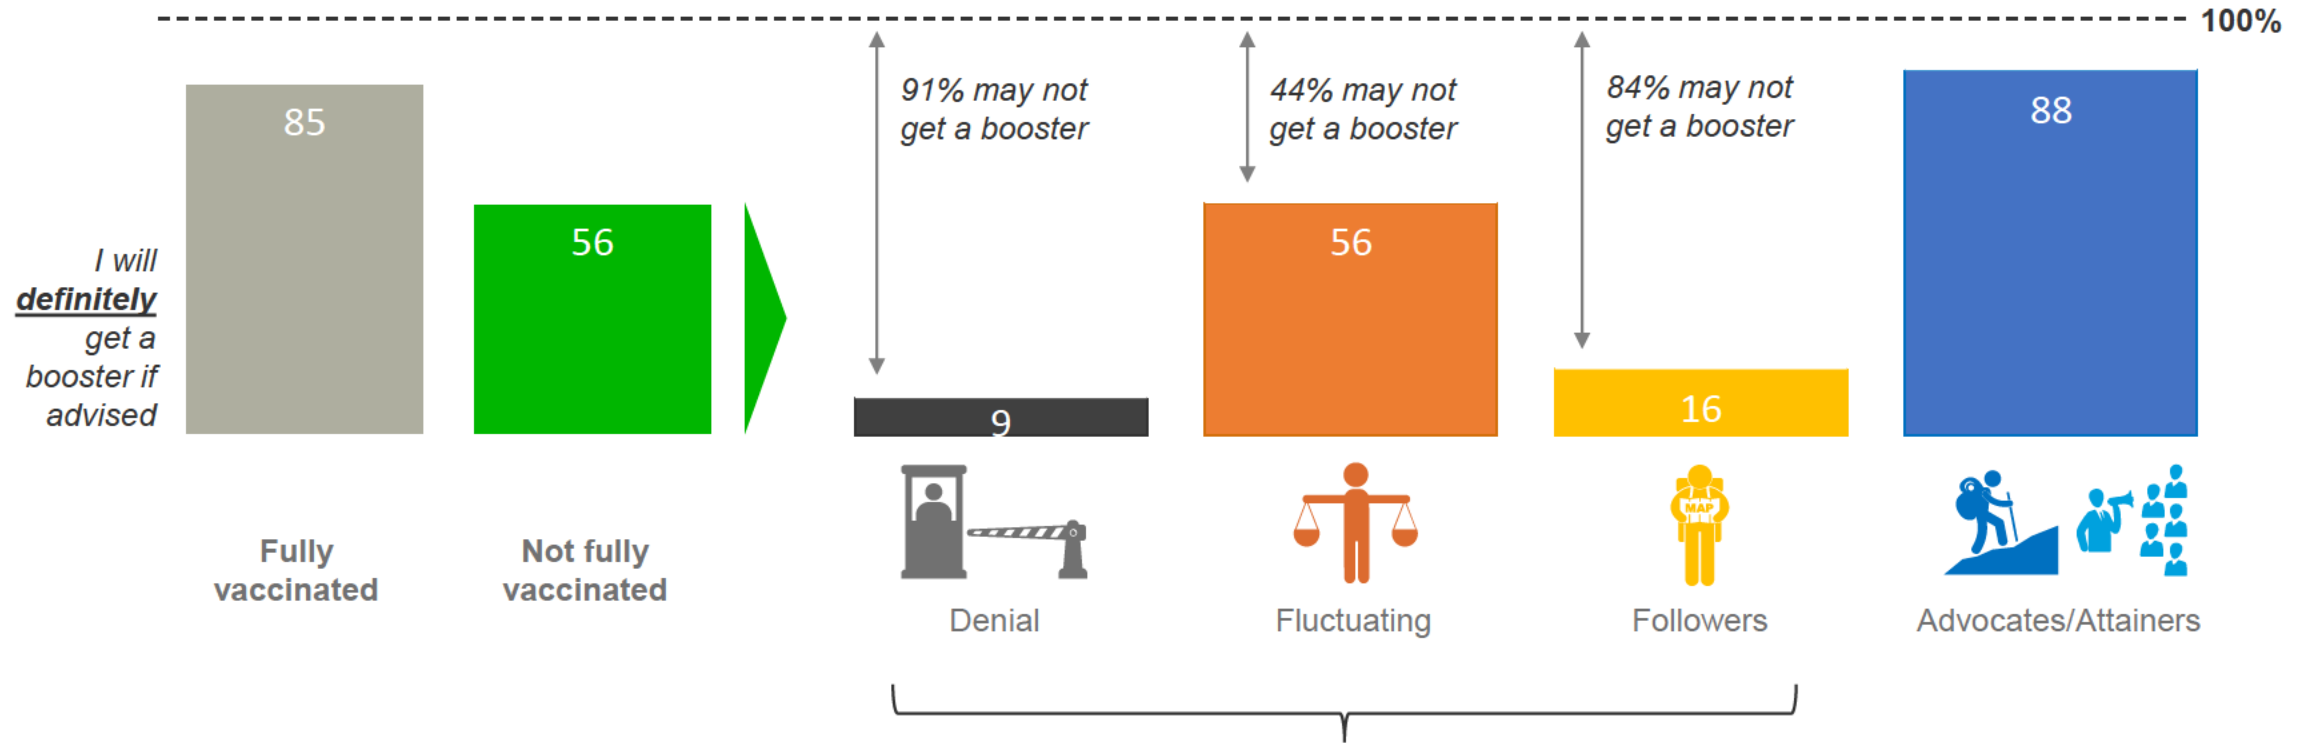 100%
91% may not
get a booster
44% may not
get a booster
84% may not
get a booster
85
56
9
56
16
88
I will
definitely
get a
booster if
advised
MAP
Fully
vaccinated
Not fully
vaccinated
Denial
Fluctuating
Followers
Advocates/Attainers